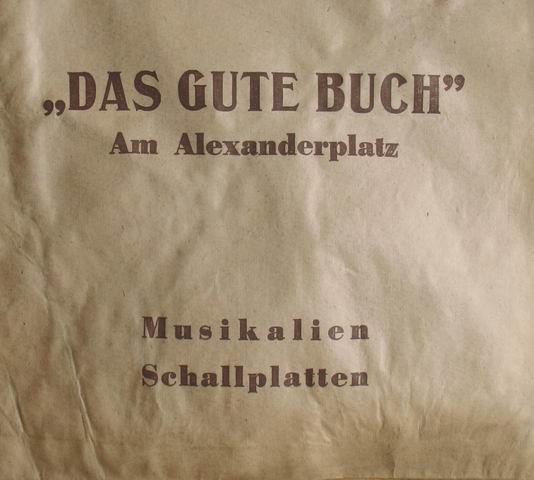 „DAS GUTE BUCH”
Am Alexanderplatz
Musikalien
Schallplatten